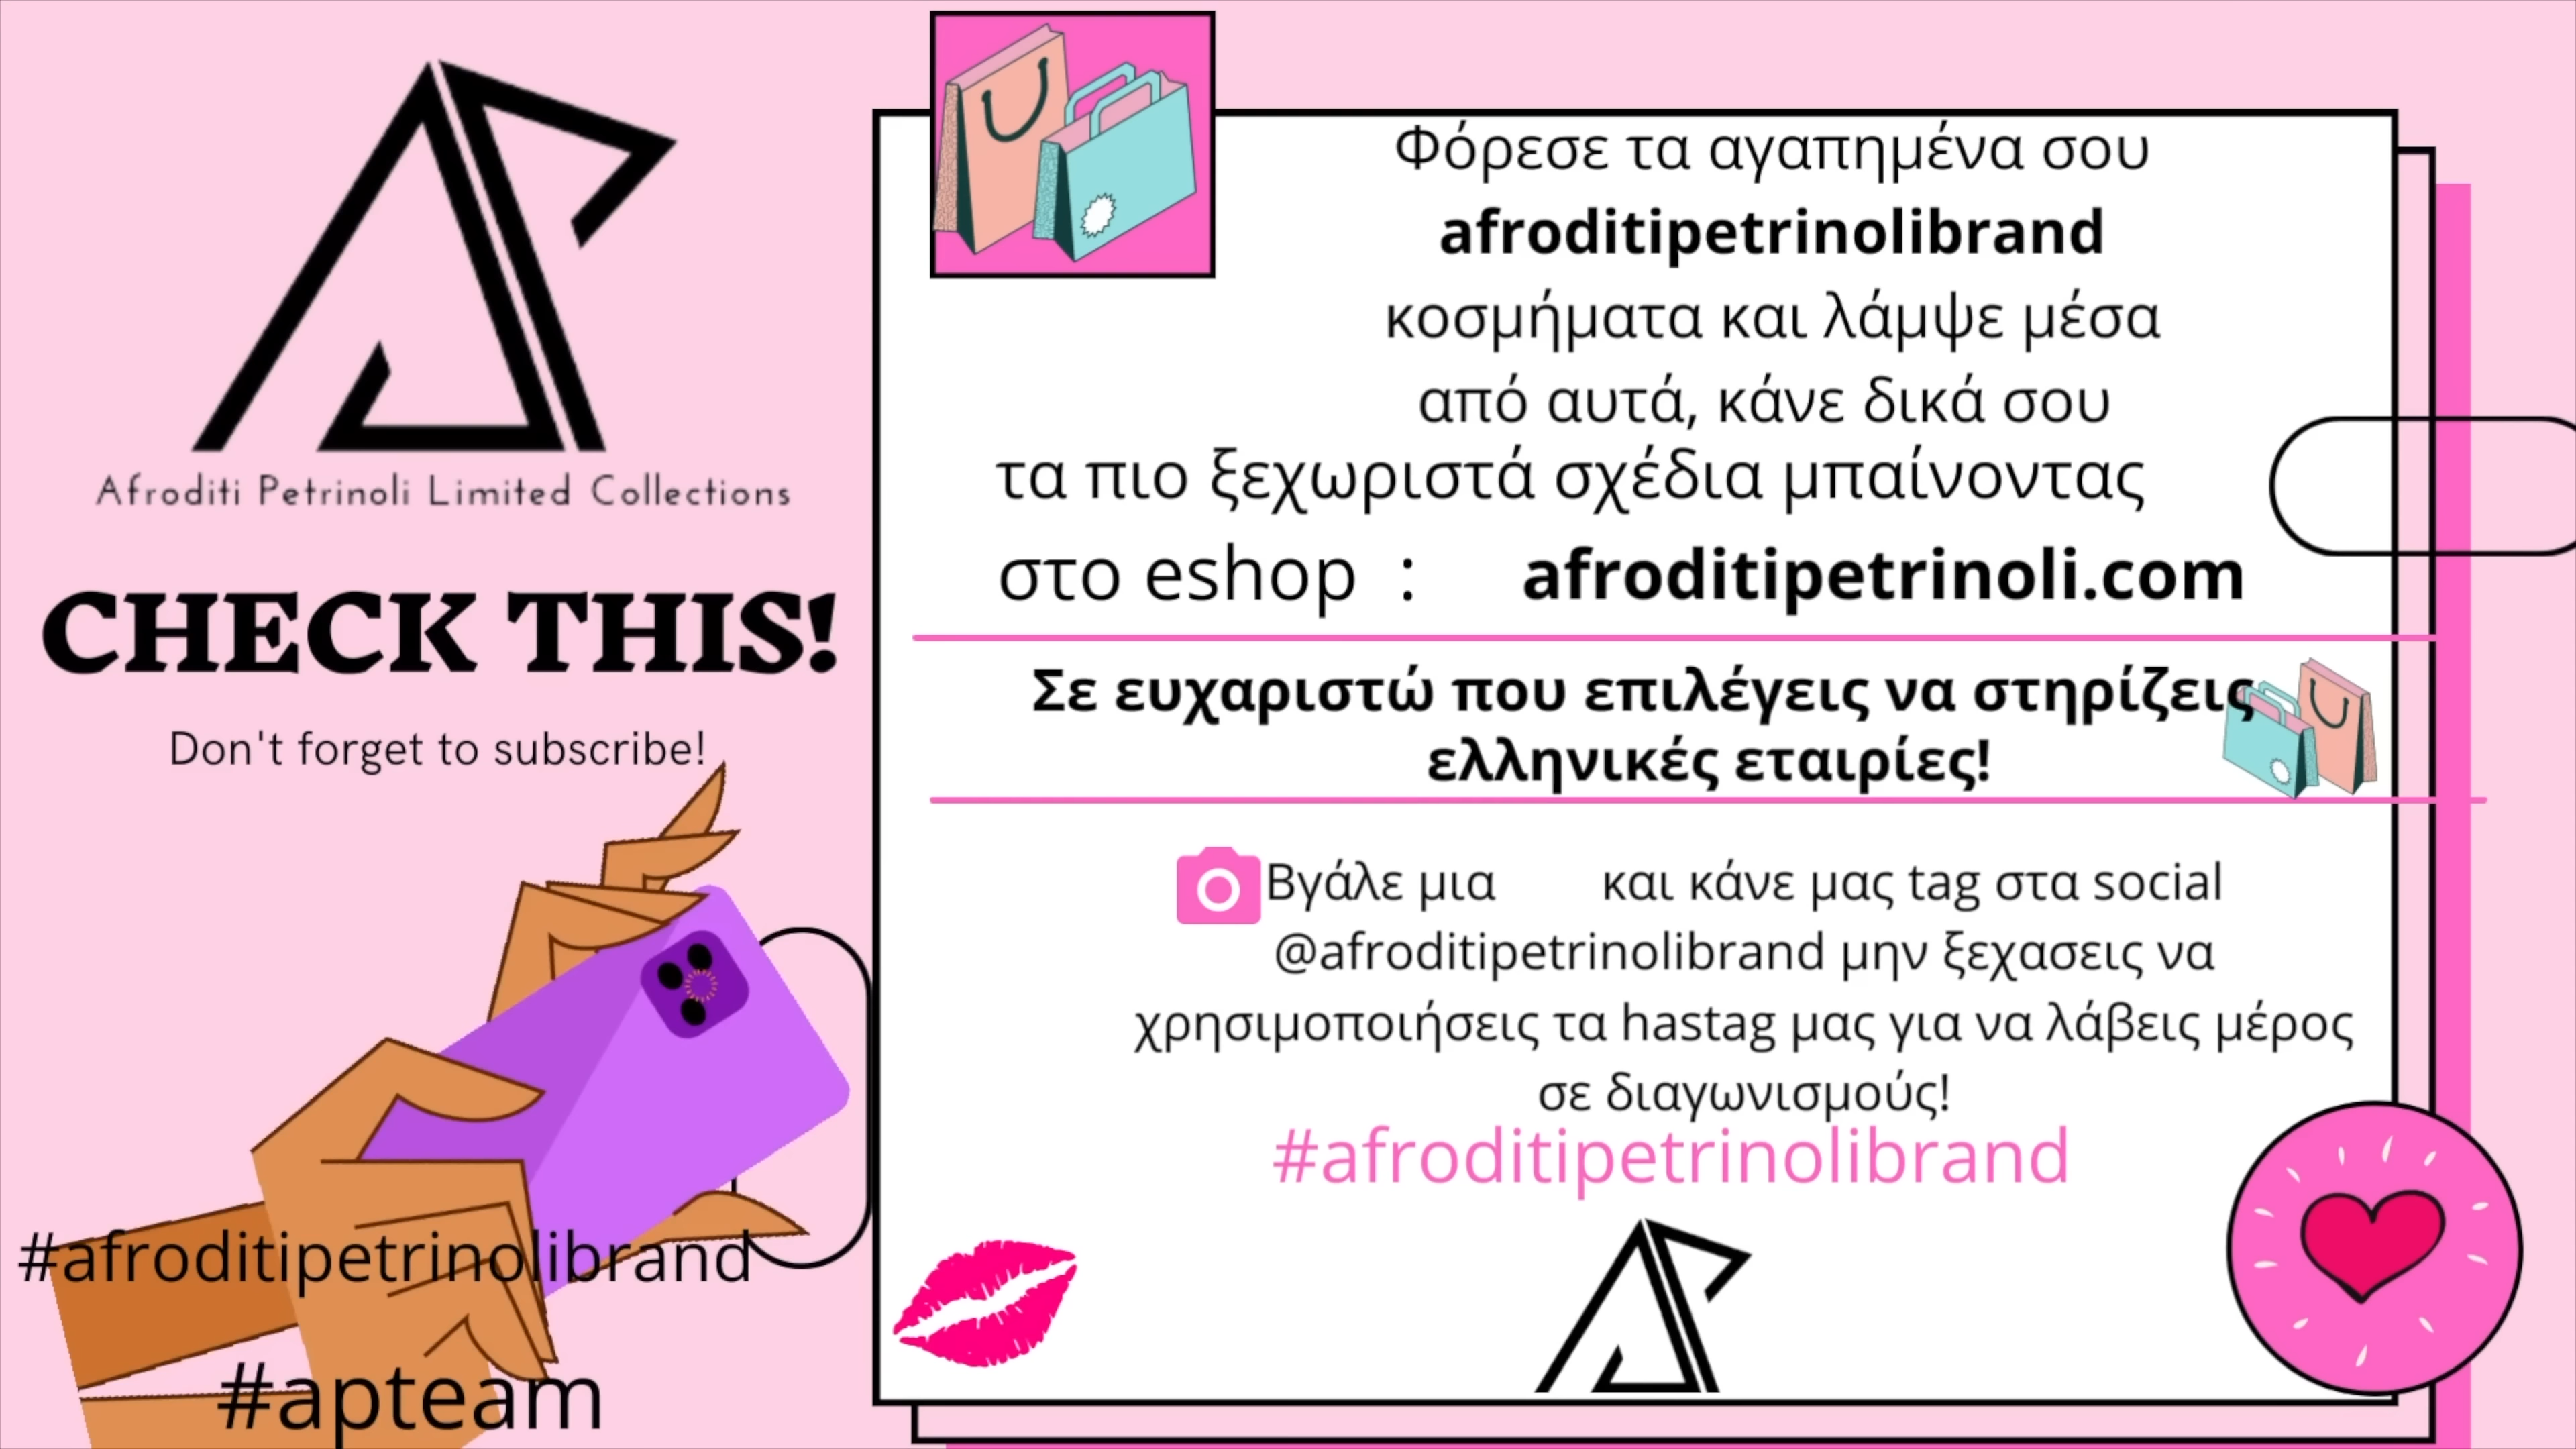 Afroditi Petrinoli Limited Collections
CHECK THIS!
Don't forget to subscribe!
#afroditipetrinolibrand
#apteam
Φόρεσε τα αγαπημένα σου
afroditipetrinolibrand
κοσμήματα και λάμψε μέσα
από αυτά, κάνε δικά σου
τα πιο ξεχωριστά σχέδια μπαίνοντας
στο eshop : afroditipetrinoli.com
Σε ευχαριστώ που επιλέγεις να στηρίζεις
ελληνικές εταιρίες!
Βγάλε μια και κάνε μας tag στα social
@afroditipetrinolibrand μην ξεχασεις να
χρησιμοποιήσεις τα hastag μας για να λάβεις μέρος
σε διαγωνισμούς!
#afroditipetrinolibrand